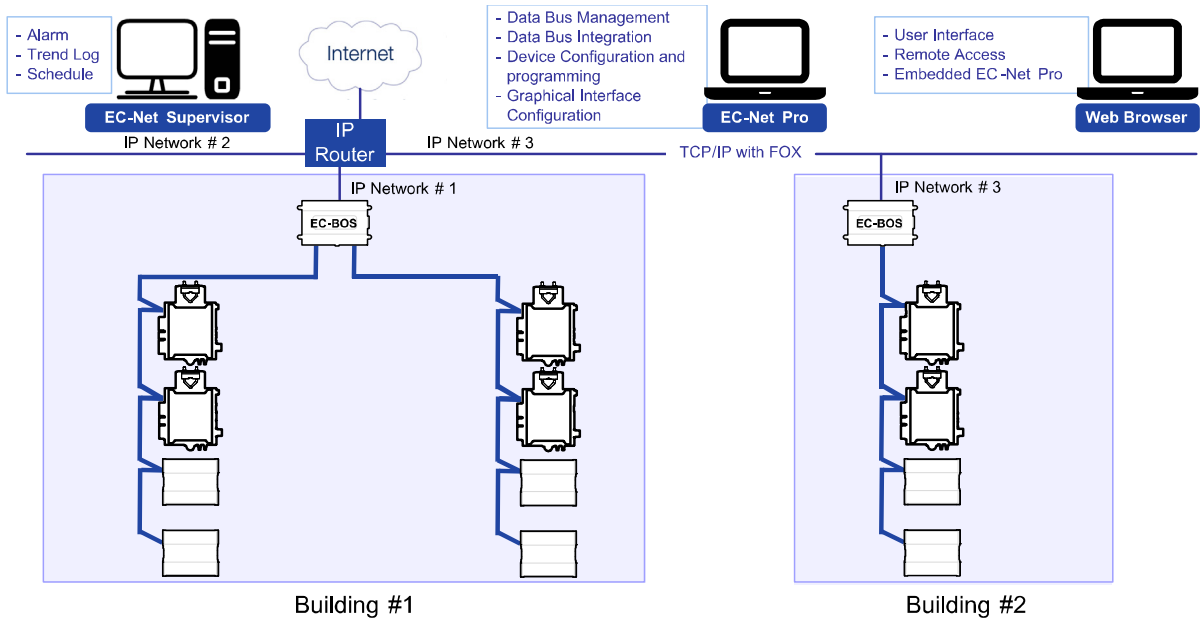 - Alarm
- Trend Log
- Schedule
EC-Net Supervisor
Internet
- Data Bus Management
- Data Bus Integration
- Device Configuration and
programming
- Graphical Interface
Configuration
EC-Net Pro
- User Interface
- Remote Access
- Embedded EC-Net Pro
Web Browser
IP Network # 2
IP
Router
IP Network # 3
TCP/IP with FOX
IP Network # 1
EC-BOS
IP Network # 3
EC-BOS
Building #1
Building #2